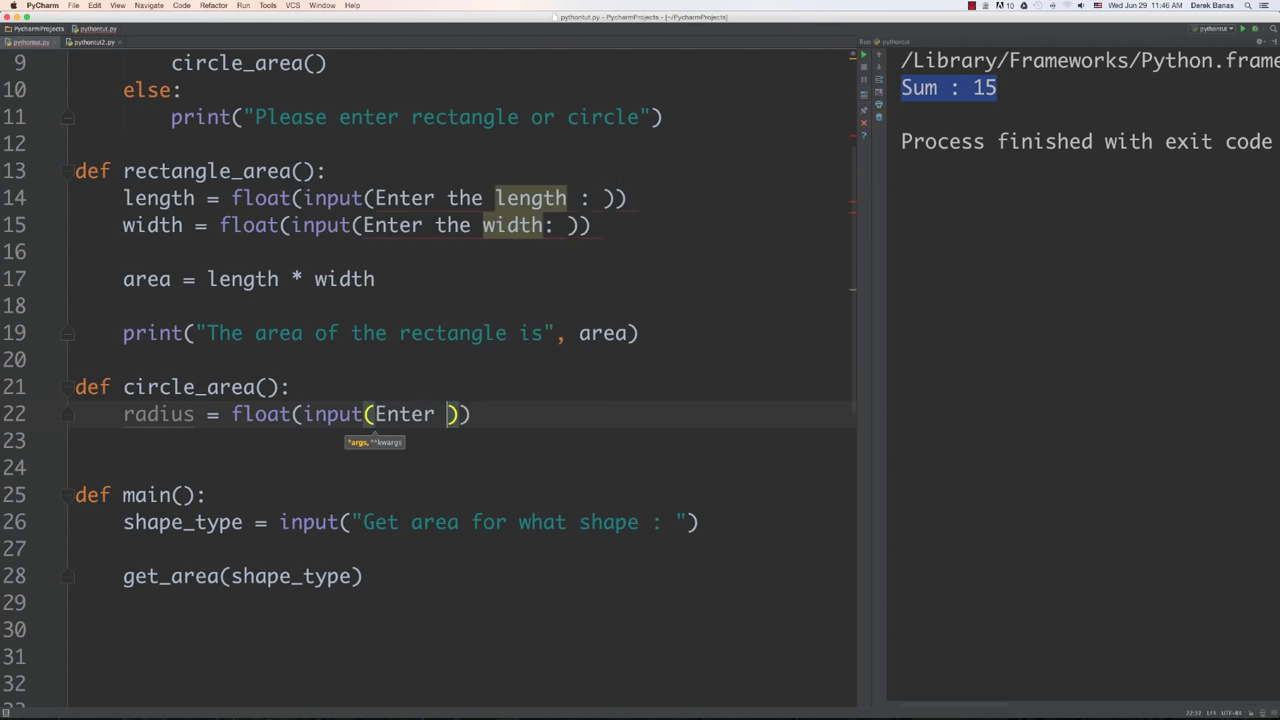 PyCharm File Edit View Navigate Code Refactor Run Tools VCS Window Help
10 Wed Jun 29 11:46 AM Derek Banas
pythontut.py - PycharmProjects - [~/PycharmProjects]
PycharmProjects pythontut.py pythontut
pythontut.py pythontut2.py Run: pythontut
9 circle_area()
10 else:
11 print("Please enter rectangle or circle")
12
13 def rectangle_area():
14 length = float(input(Enter the length : ))
15 width = float(input(Enter the width: ))
16
17 area = length * width
18
19 print("The area of the rectangle is", area)
20
21 def circle_area():
22 radius = float(input(Enter ))
*args, **kwargs
23
24
25 def main():
26 shape_type = input("Get area for what shape : ")
27
28 get_area(shape_type)
29
30
31
32
/Library/Frameworks/Python.frame
Sum : 15
Process finished with exit code
22:32 LF÷ UTF-8÷